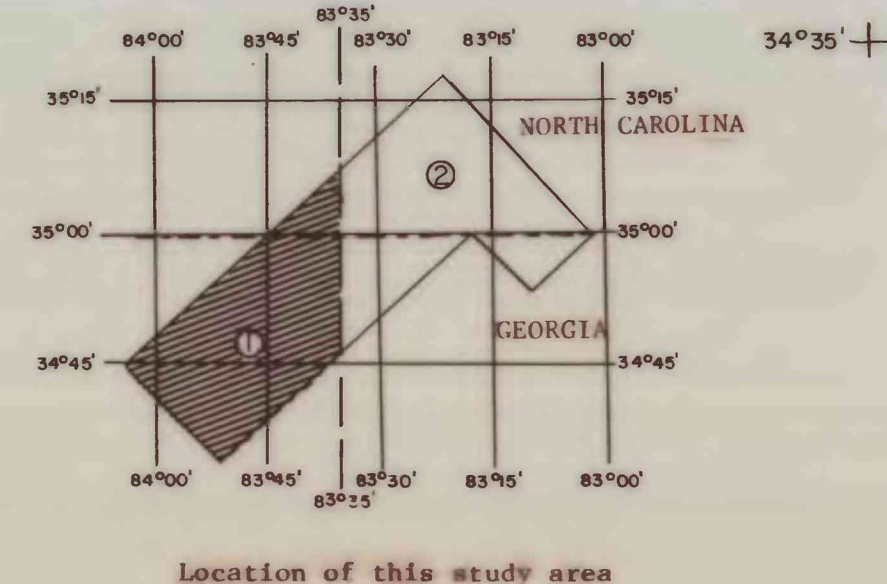 83°35'
84°00' 83°45' 83°30' 83°15' 83°00' 34°35'
35°15' 35°15'
NORTH CAROLINA
②
35°00' 35°00'
GEORGIA
①
34°45' 34°45'
84°00' 83°45' 83°30' 83°15' 83°00'
83°35'
Location of this study area